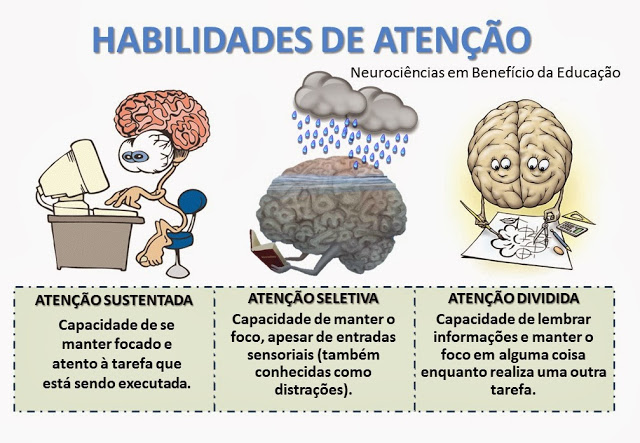 HABILIDADES DE ATENÇÃO
Neurociências em Benefício da Educação
ATENÇÃO SUSTENTADA
Capacidade de se
manter focado e
atento à tarefa que
está sendo executada.
ATENÇÃO SELETIVA
Capacidade de manter o
foco, apesar de entradas
sensoriais (também
conhecidas como
distrações).
ATENÇÃO DIVIDIDA
Capacidade de lembrar
informações e manter o
foco em alguma coisa
enquanto realiza uma outra
tarefa.